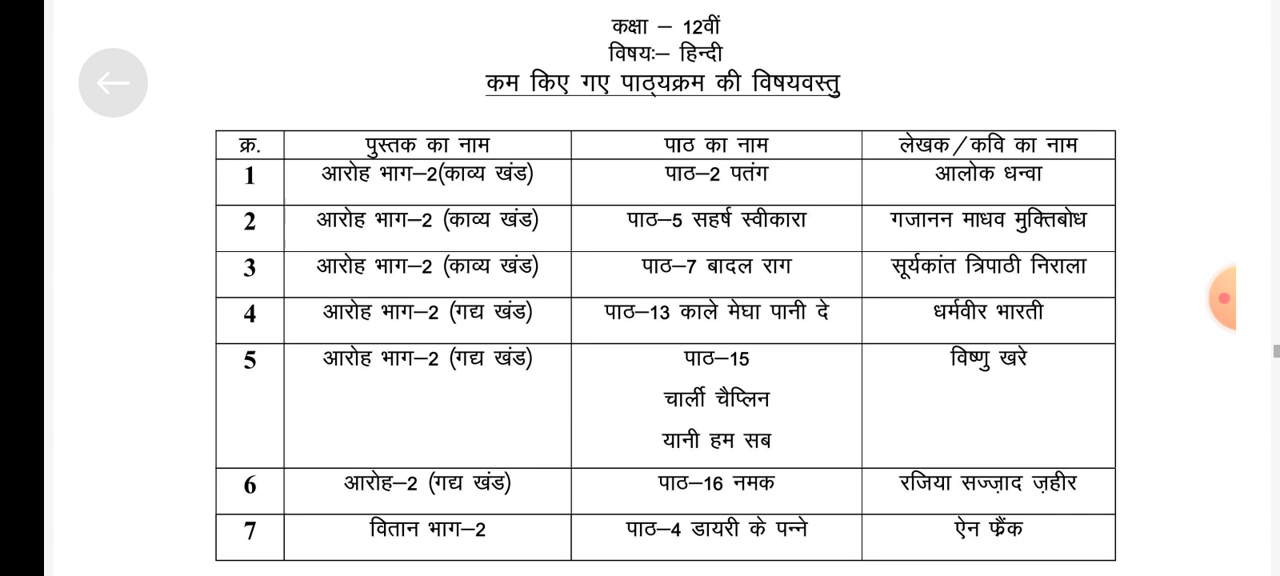 कक्षा – 12वीं
विषयः– हिन्दी
कम किए गए पाठ्यक्रम की विषयवस्तु
क्र. पुस्तक का नाम पाठ का नाम लेखक/कवि का नाम
1 आरोह भाग–2(काव्य खंड) पाठ–2 पतंग आलोक धन्वा
2 आरोह भाग–2 (काव्य खंड) पाठ–5 सहर्ष स्वीकारा गजानन माधव मुक्तिबोध
3 आरोह भाग–2 (काव्य खंड) पाठ–7 बादल राग सूर्यकांत त्रिपाठी निराला
4 आरोह भाग–2 (गद्य खंड) पाठ–13 काले मेघा पानी दे धर्मवीर भारती
5 आरोह भाग–2 (गद्य खंड) पाठ–15 विष्णु खरे
चार्ली चैप्लिन
यानी हम सब
6 आरोह–2 (गद्य खंड) पाठ–16 नमक रजिया सज्ज़ाद ज़हीर
7 वितान भाग–2 पाठ–4 डायरी के पन्ने ऐन फ्रैंक